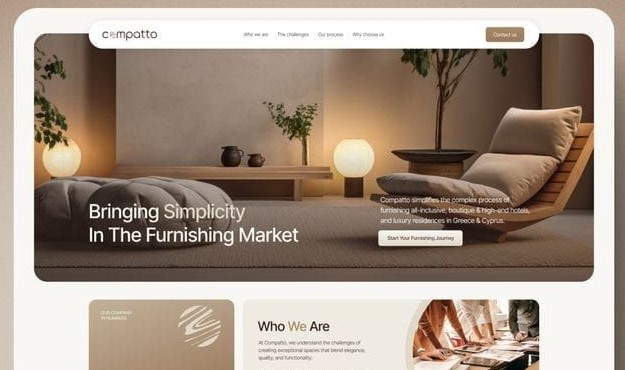 compatto
Who we are
The challenges
Our process
Why choose us
Contact us
Bringing Simplicity
In The Furnishing Market
Compatto simplifies the complex process of
furnishing all-inclusive, boutique & high-end hotels,
and luxury residences in Greece & Cyprus.
Start Your Furnishing Journey
OUR COMPANY
IN NUMBERS
Who We Are
At Compatto, we understand the challenges of
creating exceptional spaces that blend elegance,
quality, and functionality.